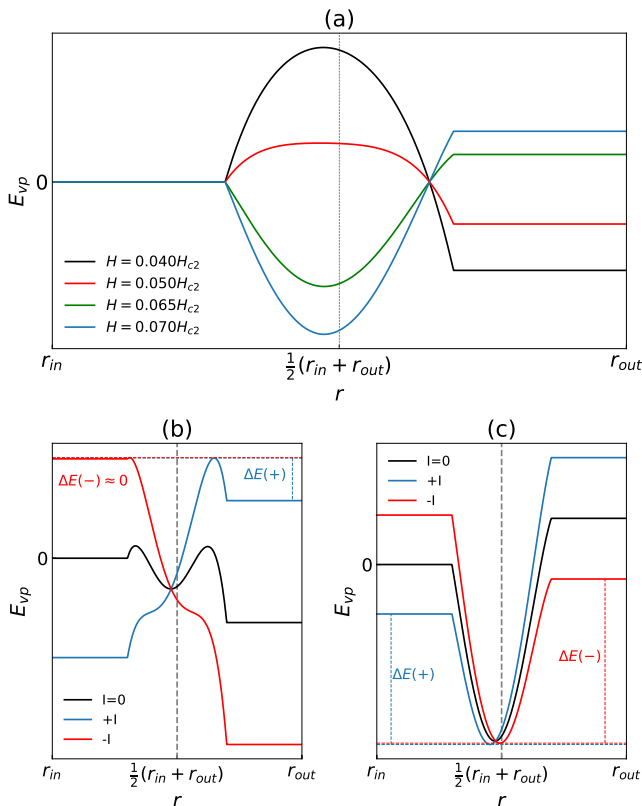 (a)
E_vp
0
H = 0.040H_c2
H = 0.050H_c2
H = 0.065H_c2
H = 0.070H_c2
r_in
½(r_in + r_out)
r_out
r
(b)
E_vp
0
ΔE(−) ≈ 0
ΔE(+)
I=0
+I
-I
r_in
½(r_in + r_out)
r_out
r
(c)
E_vp
0
I=0
+I
-I
ΔE(+)
ΔE(−)
r_in
½(r_in + r_out)
r_out
r